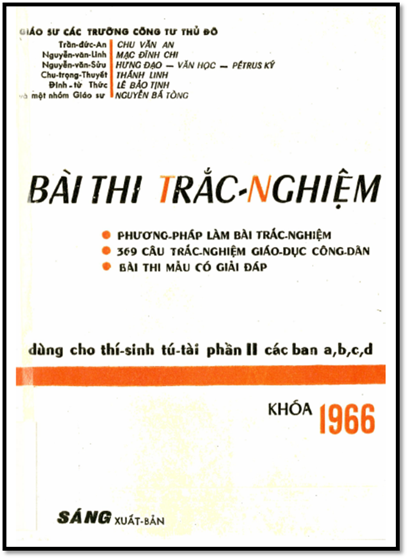 GIÁO SƯ CÁC TRƯỜNG CÔNG TƯ THỦ ĐÔ
Trần-đức-An CHU VĂN AN
Nguyễn-văn-Linh MẠC ĐĨNH CHI
Nguyễn-văn-Sửu HƯNG ĐẠO — VĂN HỌC — PÉTRUS KÝ
Chu-trọng-Thuyết THÁNH LINH
Đinh-từ Thức LÊ BẢO TỊNH
và một nhóm Giáo sư NGUYỄN BÁ TÒNG
BÀI THI TRẮC-NGHIỆM
PHƯƠNG-PHÁP LÀM BÀI TRẮC-NGHIỆM
369 CÂU TRẮC-NGHIỆM GIÁO-DỤC CÔNG-DÂN
BÀI THI MẪU CÓ GIẢI ĐÁP
dùng cho thí-sinh tú-tài phần II các ban a,b,c,d
KHÓA 1966
SÁNG XUẤT-BẢN